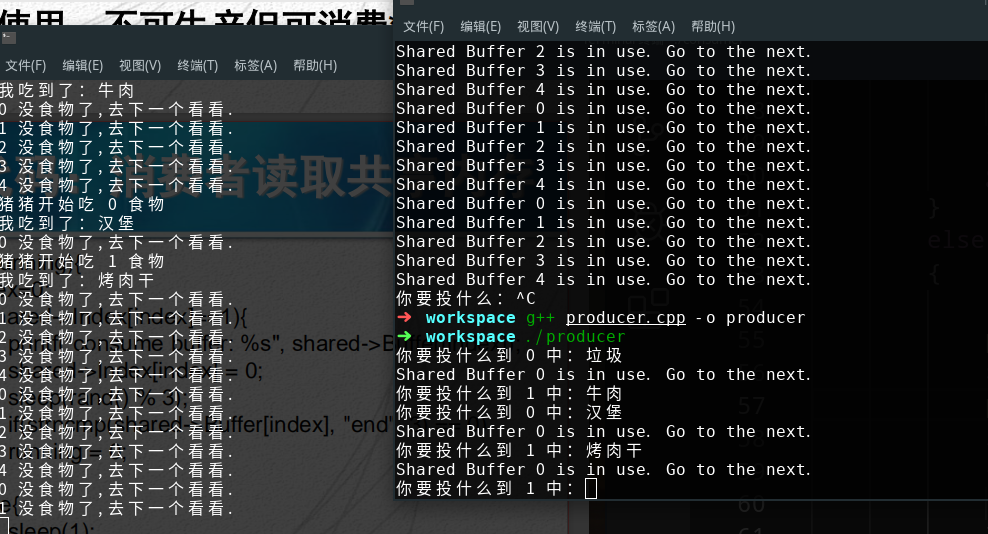 使用，不可生产但可消费
文件(F) 编辑(E) 视图(V) 终端(T) 标签(A) 帮助(H)
我吃到了：牛肉
0 没食物了,去下一个看看.
1 没食物了,去下一个看看.
2 没食物了,去下一个看看.
3 没食物了,去下一个看看.
4 没食物了,去下一个看看.
猪猪开始吃 0 食物
我吃到了：汉堡
0 没食物了,去下一个看看.
猪猪开始吃 1 食物
我吃到了：烤肉干
0 没食物了,去下一个看看.
1 没食物了,去下一个看看.
2 没食物了,去下一个看看.
3 没食物了,去下一个看看.
4 没食物了,去下一个看看.
0 没食物了,去下一个看看.
1 没食物了,去下一个看看.
2 没食物了,去下一个看看.
3 没食物了,去下一个看看.
4 没食物了,去下一个看看.
0 没食物了,去下一个看看.
1 没食物了,去下一个看看.
消费者读取共
shared->Index[index] = 0;
sleep(1);
文件(F) 编辑(E) 视图(V) 终端(T) 标签(A) 帮助(H)
Shared Buffer 2 is in use. Go to the next.
Shared Buffer 3 is in use. Go to the next.
Shared Buffer 4 is in use. Go to the next.
Shared Buffer 0 is in use. Go to the next.
Shared Buffer 1 is in use. Go to the next.
Shared Buffer 2 is in use. Go to the next.
Shared Buffer 3 is in use. Go to the next.
Shared Buffer 4 is in use. Go to the next.
Shared Buffer 0 is in use. Go to the next.
Shared Buffer 1 is in use. Go to the next.
Shared Buffer 2 is in use. Go to the next.
Shared Buffer 3 is in use. Go to the next.
Shared Buffer 4 is in use. Go to the next.
你要投什么：^C
➜ workspace g++ producer.cpp -o producer
➜ workspace ./producer
你要投什么到 0 中：垃圾
Shared Buffer 0 is in use. Go to the next.
你要投什么到 1 中：牛肉
你要投什么到 0 中：汉堡
Shared Buffer 0 is in use. Go to the next.
你要投什么到 1 中：烤肉干
Shared Buffer 0 is in use. Go to the next.
你要投什么到 1 中：
}
else
{
54
55
57
60
61